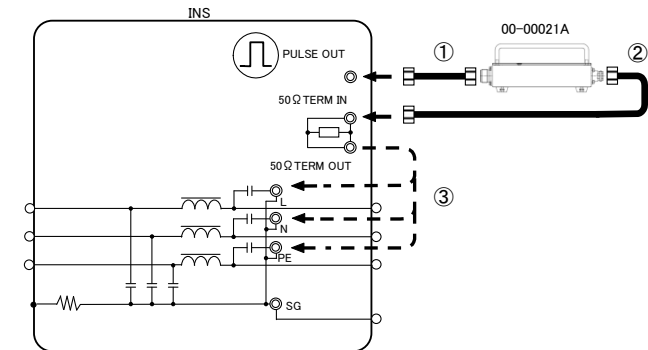 INS
00-00021A
PULSE OUT
①
②
50Ω TERM IN
50Ω TERM OUT
③
L
N
PE
SG